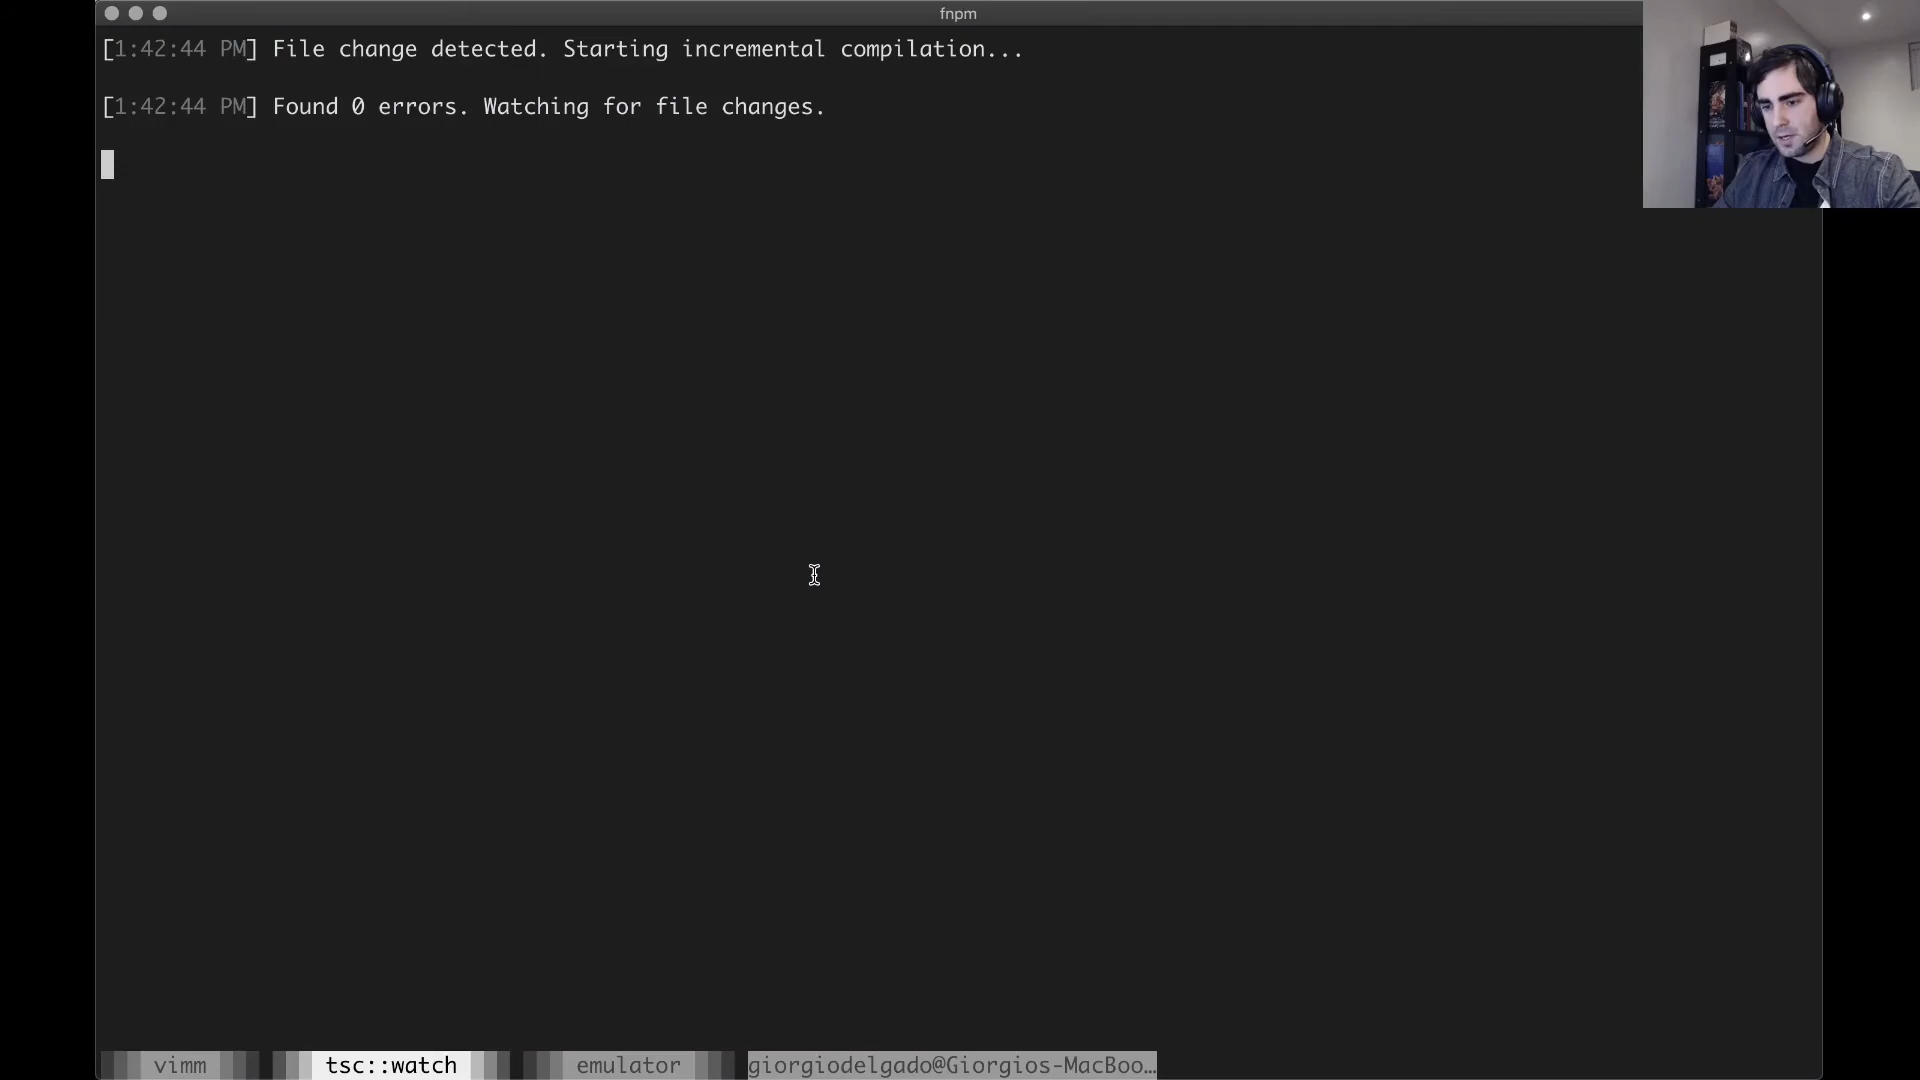 fnpm
[1:42:44 PM] File change detected. Starting incremental compilation...
[1:42:44 PM] Found 0 errors. Watching for file changes.
vimm tsc::watch emulator giorgiodelgado@Giorgios-MacBoo…